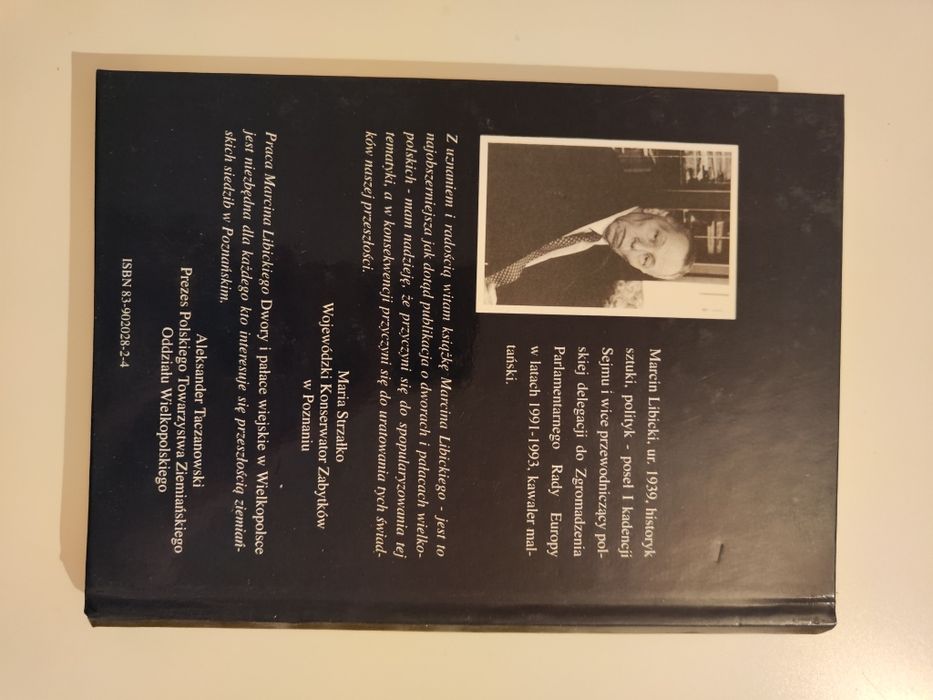 Marcin Libicki, ur. 1939, historyk
sztuki, polityk - poseł I kadencji
Sejmu i wice przewodniczący pol-
skiej delegacji do Zgromadzenia
Parlamentarnego Rady Europy
w latach 1991-1993, kawaler mal-
tański.
Z uznaniem i radością witam książkę Marcina Libickiego - jest to
najobszerniejsza jak dotąd publikacja o dworach i pałacach wielko-
polskich - mam nadzieję, że przyczyni się do spopularyzowania tej
tematyki, a w konsekwencji przyczyni się do uratowania tych świad-
ków naszej przeszłości.
Maria Strzałko
Wojewódzki Konserwator Zabytków
w Poznaniu
Praca Marcina Libickiego Dwory i pałace wiejskie w Wielkopolsce
jest niezbędna dla każdego kto interesuje się przeszłością ziemiań-
skich siedzib w Poznańskim.
Aleksander Taczanowski
Prezes Polskiego Towarzystwa Ziemiańskiego
Oddziału Wielkopolskiego
ISBN 83-902028-2-4